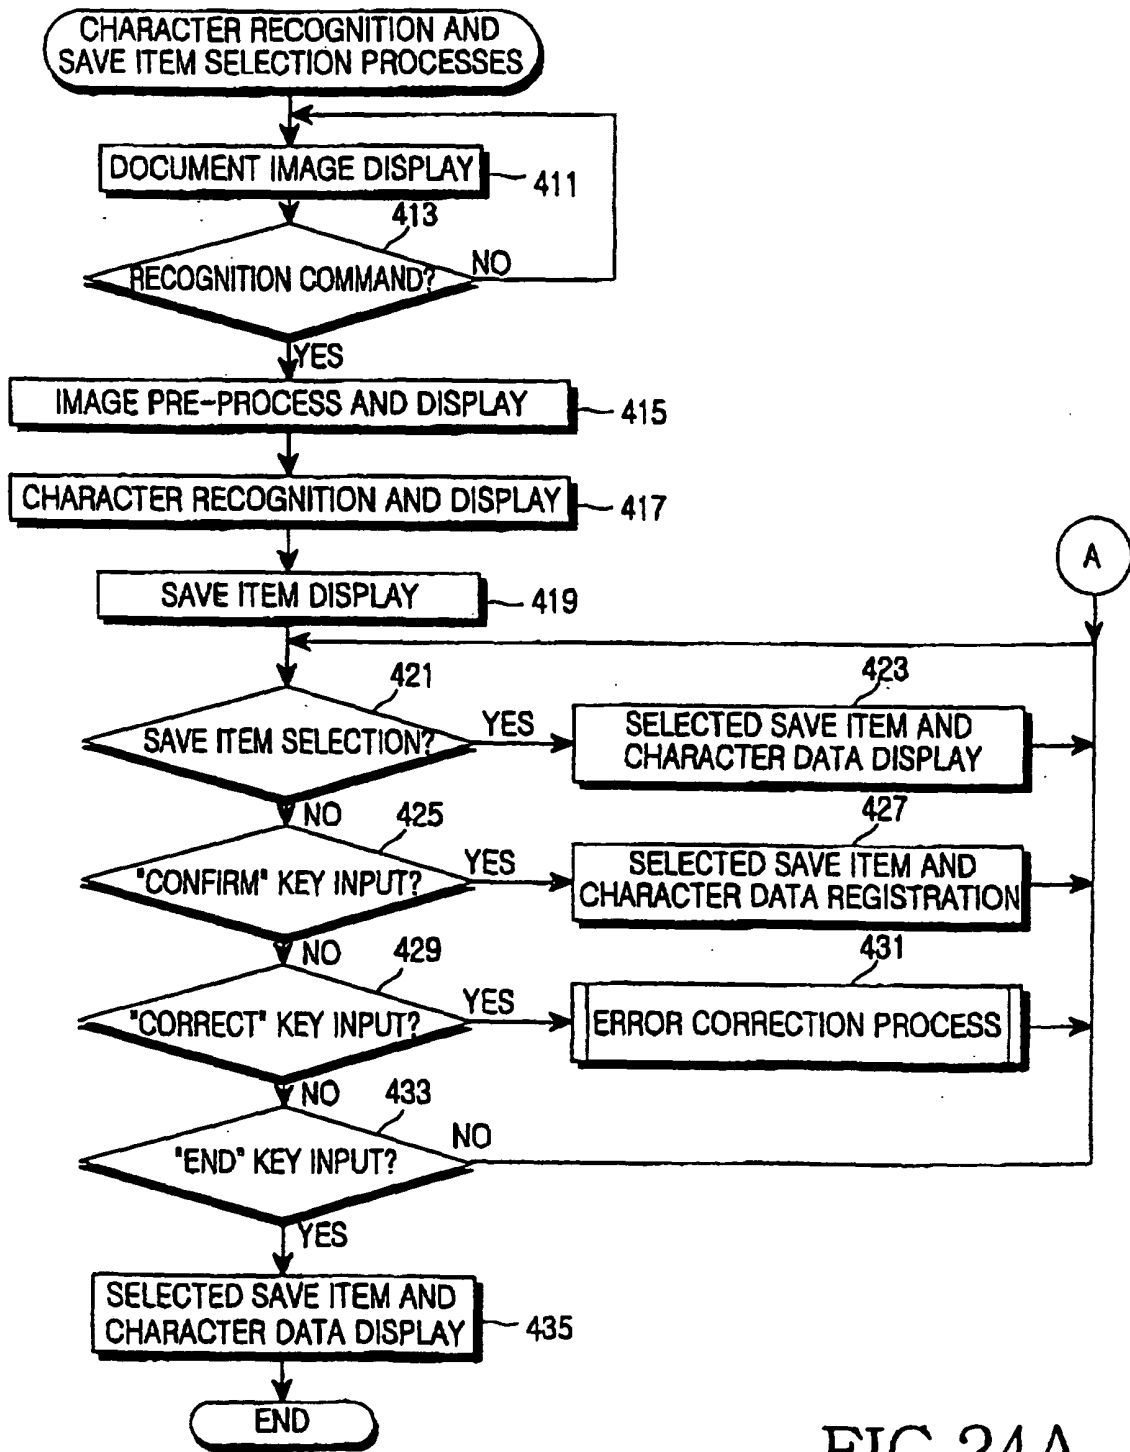 CHARACTER RECOGNITION AND
SAVE ITEM SELECTION PROCESSES
DOCUMENT IMAGE DISPLAY
411
413
RECOGNITION COMMAND?
NO
YES
IMAGE PRE-PROCESS AND DISPLAY
415
CHARACTER RECOGNITION AND DISPLAY
417
A
SAVE ITEM DISPLAY
419
421
SAVE ITEM SELECTION?
YES
423
SELECTED SAVE ITEM AND
CHARACTER DATA DISPLAY
NO
425
"CONFIRM" KEY INPUT?
YES
427
SELECTED SAVE ITEM AND
CHARACTER DATA REGISTRATION
NO
429
"CORRECT" KEY INPUT?
YES
431
ERROR CORRECTION PROCESS
NO
433
"END" KEY INPUT?
NO
YES
SELECTED SAVE ITEM AND
CHARACTER DATA DISPLAY
435
END
FIG.24A